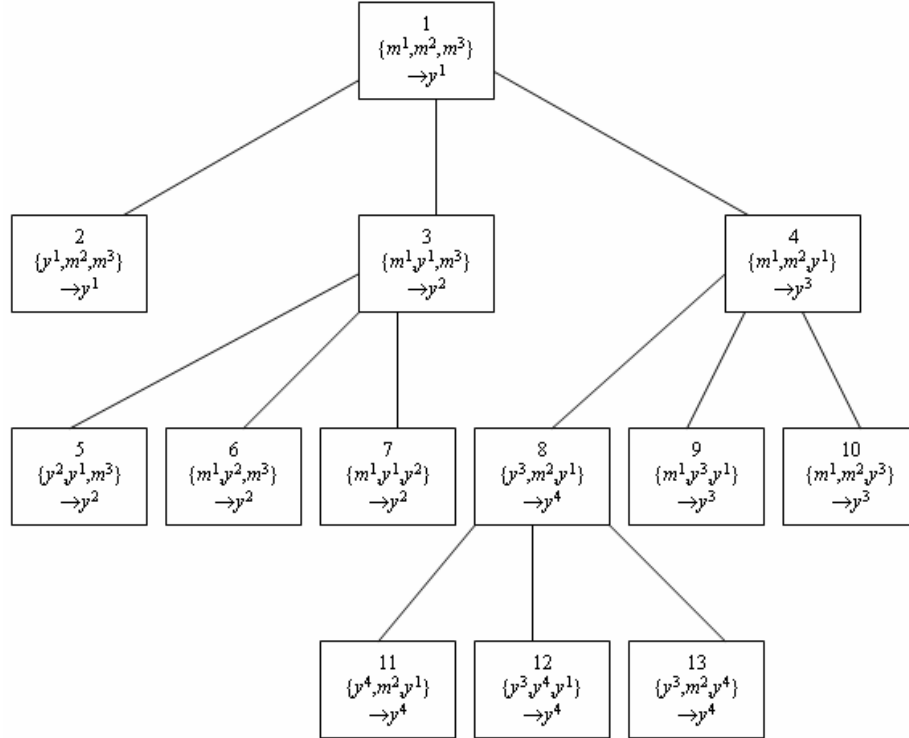 1
{m¹,m²,m³}
→y¹
2
{y¹,m²,m³}
→y¹
3
{m¹,y¹,m³}
→y²
4
{m¹,m²,y¹}
→y³
5
{y²,y¹,m³}
→y²
6
{m¹,y²,m³}
→y²
7
{m¹,y¹,y²}
→y²
8
{y³,m²,y¹}
→y⁴
9
{m¹,y³,y¹}
→y³
10
{m¹,m²,y³}
→y³
11
{y⁴,m²,y¹}
→y⁴
12
{y³,y⁴,y¹}
→y⁴
13
{y³,m²,y⁴}
→y⁴